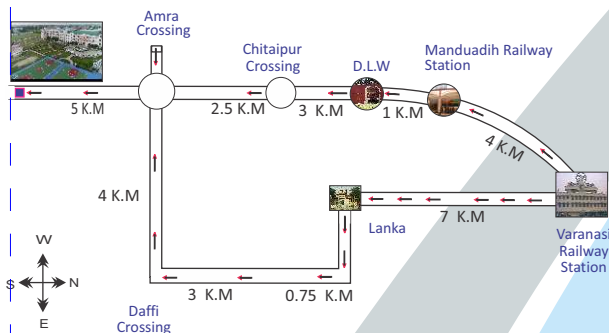 Amra
Crossing
Chitaipur
Crossing
D.L.W
Manduadih Railway
Station
5 K.M
2.5 K.M
3 K.M
1 K.M
4 K.M
4 K.M
Lanka
7 K.M
Varanasi
Railway
Station
W
S
N
E
3 K.M
0.75 K.M
Daffi
Crossing